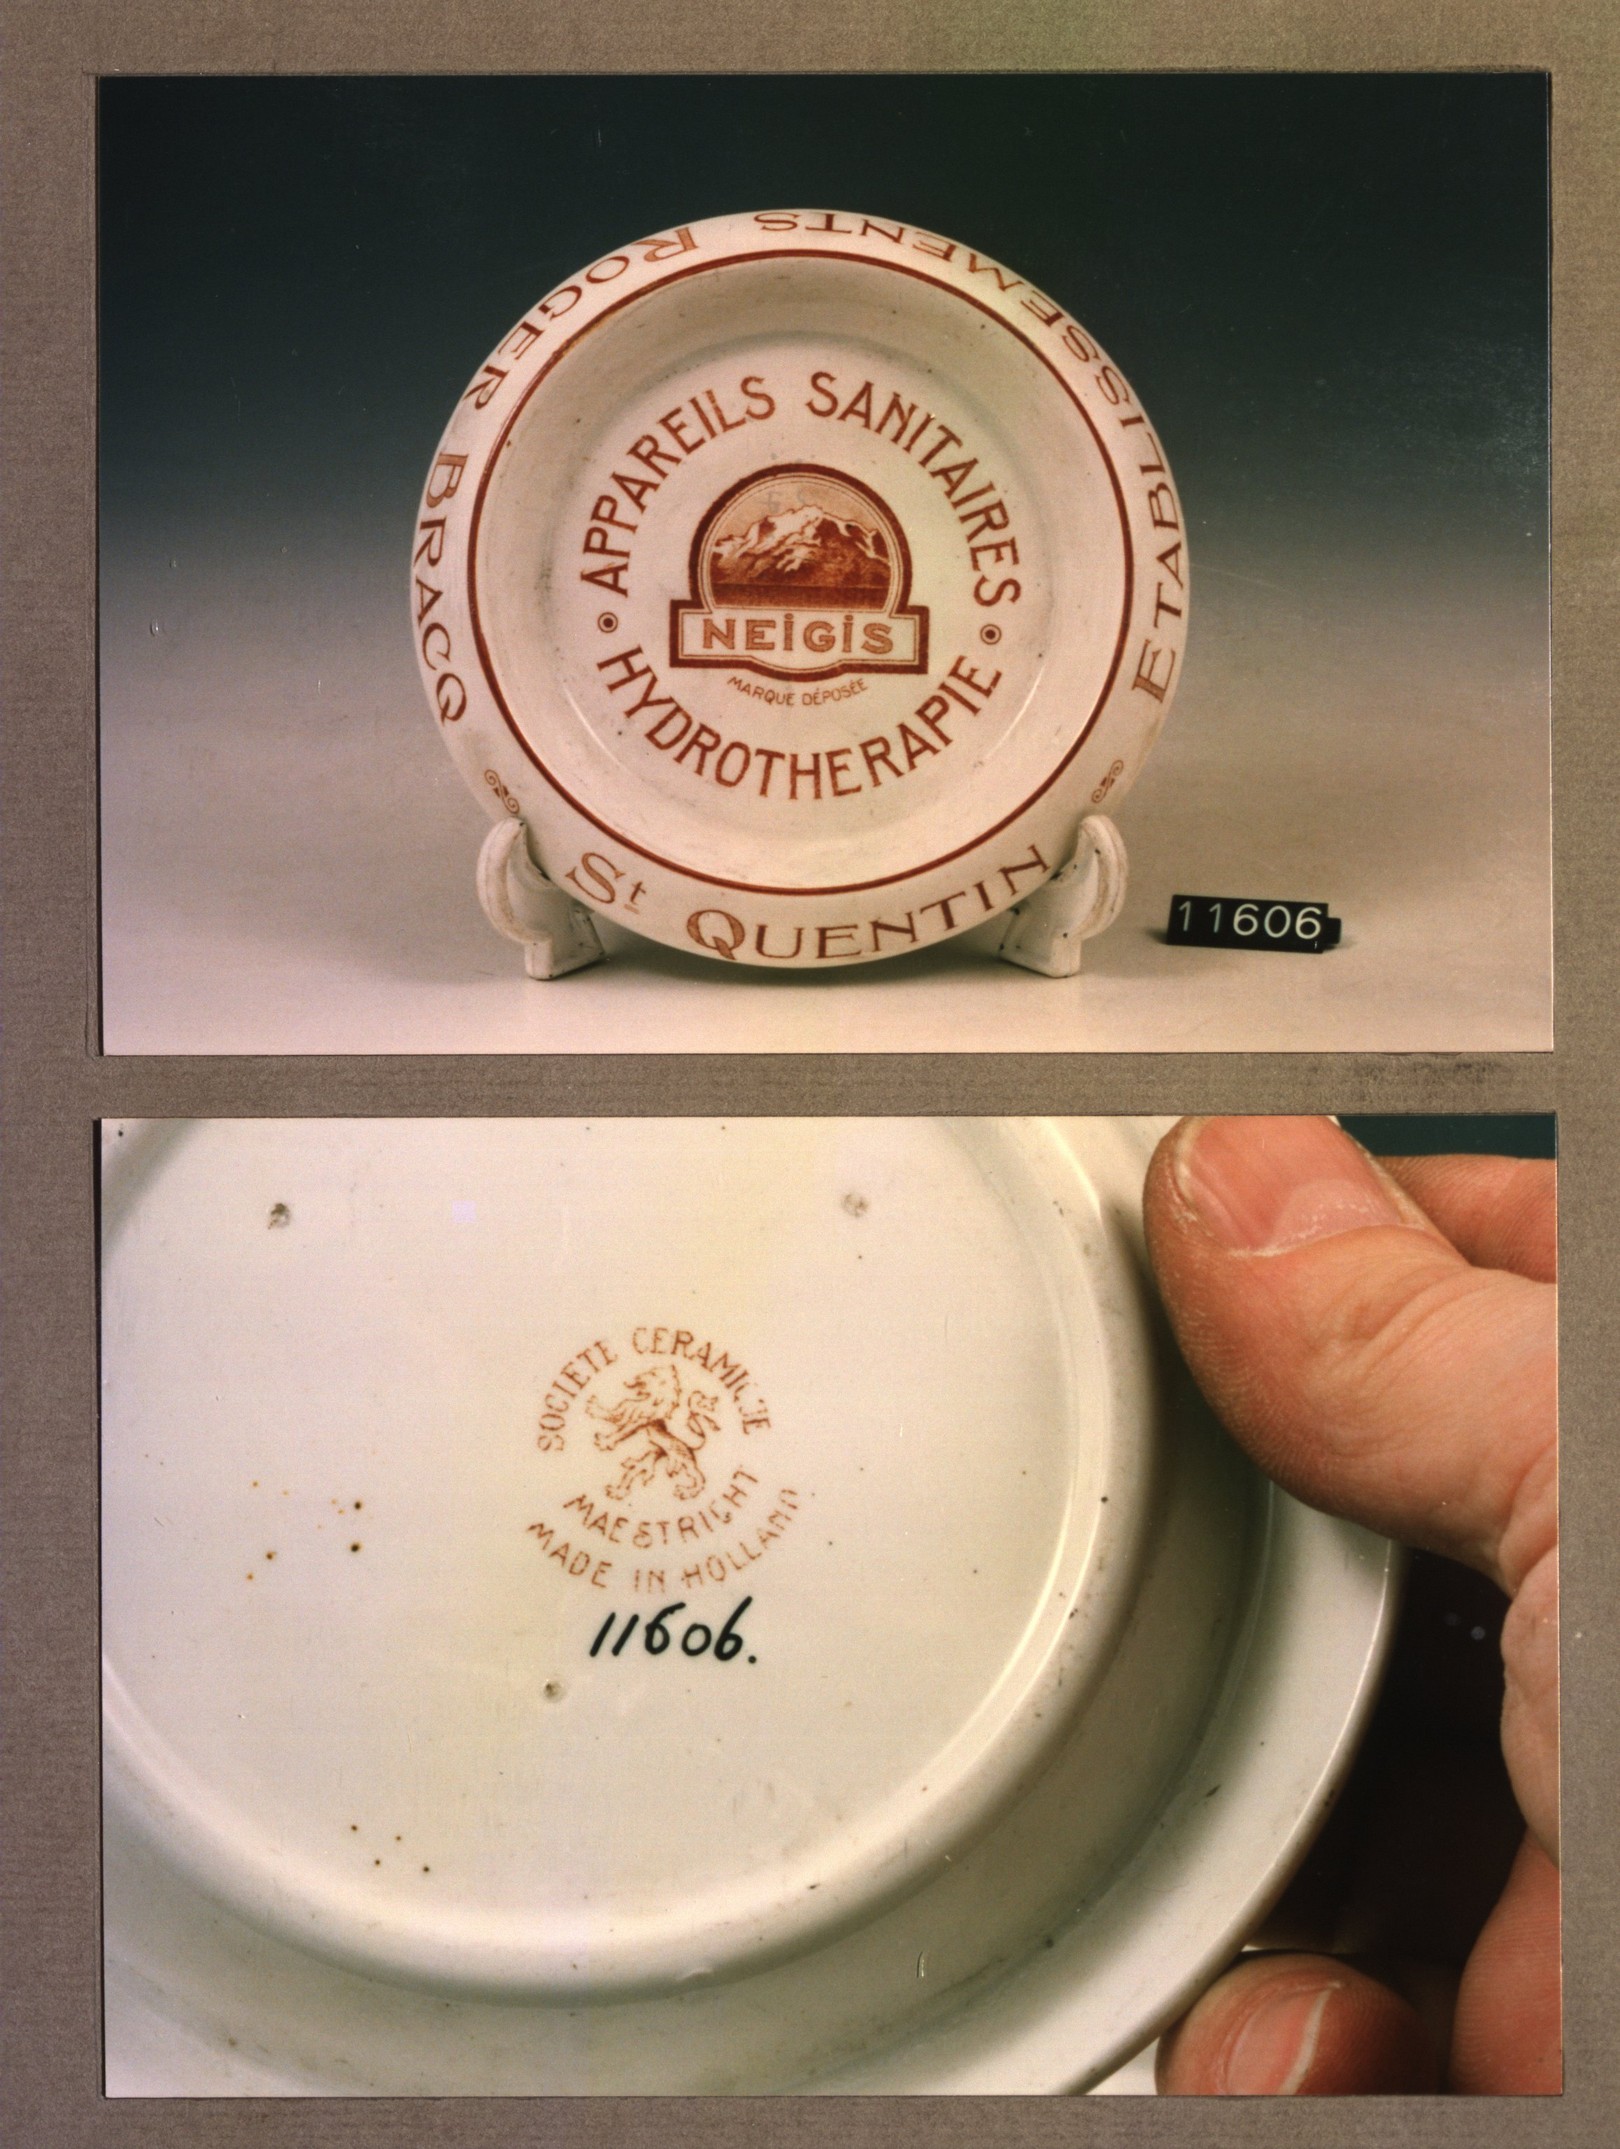 ETABLISSEMENTS ROGER BRACQ
St QUENTIN
APPAREILS SANITAIRES
HYDROTHERAPIE
NEIGIS
MARQUE DÉPOSÉE
11606
SOCIETE CERAMIQUE
MAESTRICHT
MADE IN HOLLAND
11606.